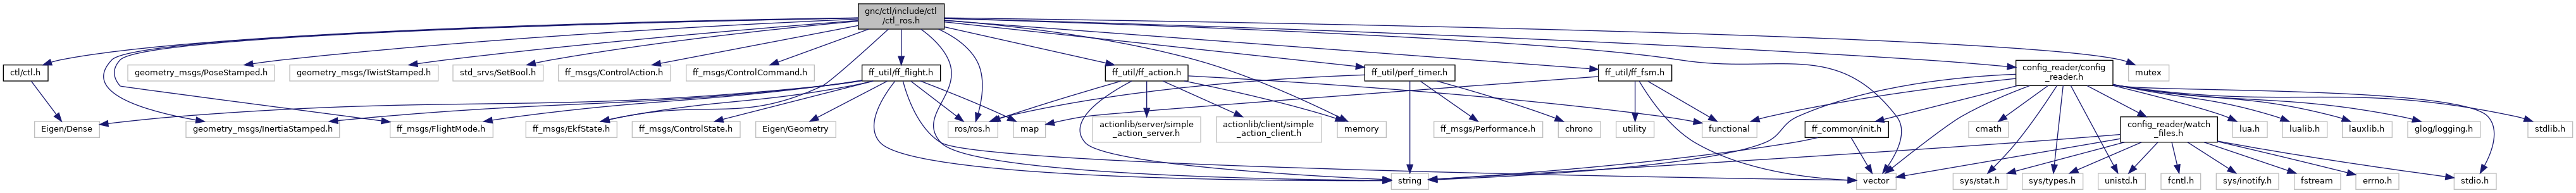 gnc/ctl/include/ctl
/ctl_ros.h
ctl/ctl.h
geometry_msgs/PoseStamped.h
geometry_msgs/TwistStamped.h
std_srvs/SetBool.h
ff_msgs/ControlAction.h
ff_msgs/ControlCommand.h
ff_util/ff_flight.h
ff_util/ff_action.h
ff_util/perf_timer.h
ff_util/ff_fsm.h
config_reader/config
_reader.h
mutex
Eigen/Dense
geometry_msgs/InertiaStamped.h
ff_msgs/FlightMode.h
ff_msgs/EkfState.h
ff_msgs/ControlState.h
Eigen/Geometry
ros/ros.h
map
actionlib/server/simple
_action_server.h
actionlib/client/simple
_action_client.h
memory
ff_msgs/Performance.h
chrono
utility
functional
ff_common/init.h
cmath
config_reader/watch
_files.h
lua.h
lualib.h
lauxlib.h
glog/logging.h
stdlib.h
string
vector
sys/stat.h
sys/types.h
unistd.h
fcntl.h
sys/inotify.h
fstream
errno.h
stdio.h